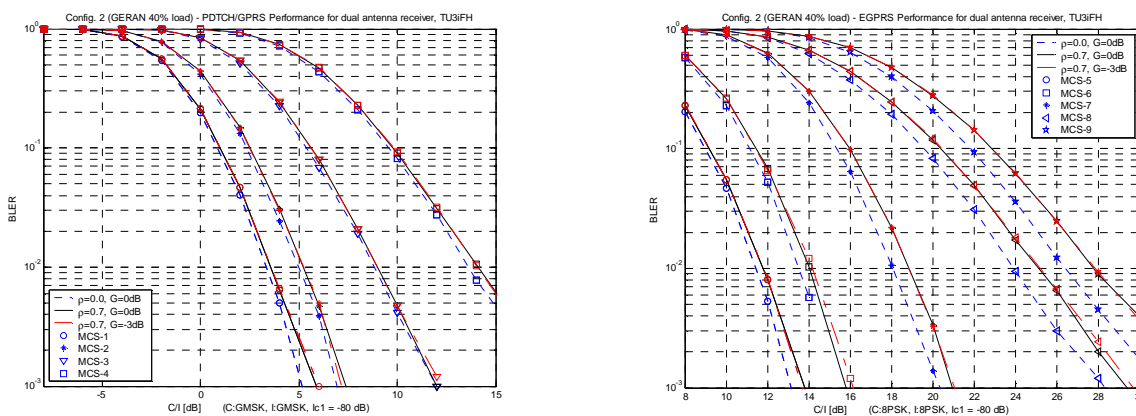 Config. 2 (GERAN 40% load) - PDTCH/GPRS Performance for dual antenna receiver, TU3iFH
10^0
10^-1
10^-2
10^-3
BLER
ρ=0.0, G=0dB
ρ=0.7, G=0dB
ρ=0.7, G=-3dB
MCS-1
MCS-2
MCS-3
MCS-4
-5 0 5 10 15
C/I [dB] (C:GMSK, I:GMSK, Ic1 = -80 dB)
Config. 2 (GERAN 40% load) - EGPRS Performance for dual antenna receiver, TU3iFH
10^0
10^-1
10^-2
10^-3
BLER
ρ=0.0, G=0dB
ρ=0.7, G=0dB
ρ=0.7, G=-3dB
MCS-5
MCS-6
MCS-7
MCS-8
MCS-9
8 10 12 14 16 18 20 22 24 26 28 30
C/I [dB] (C:8PSK, I:8PSK, Ic1 = -80 dB)